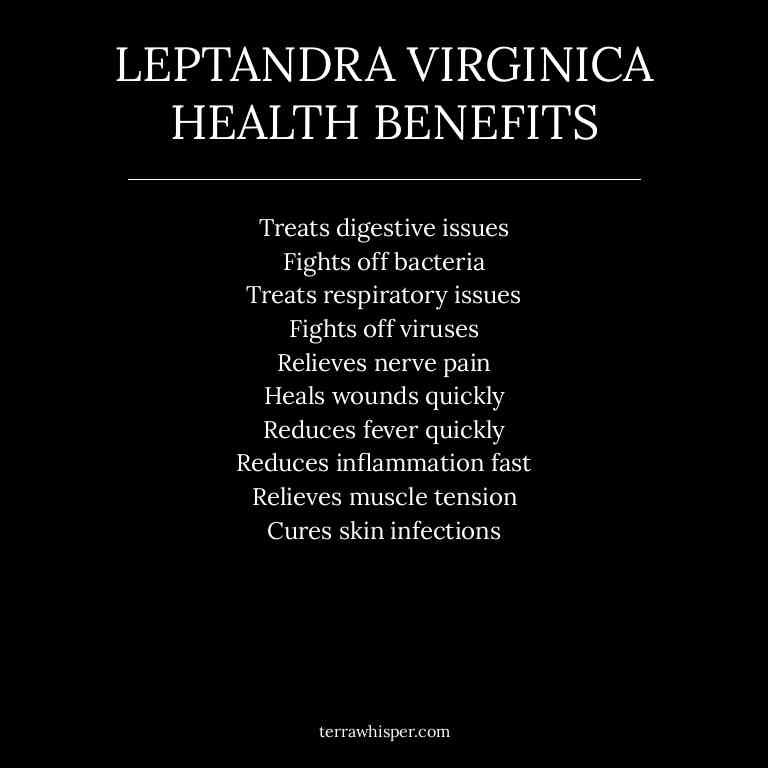 LEPTANDRA VIRGINICA
HEALTH BENEFITS
Treats digestive issues
Fights off bacteria
Treats respiratory issues
Fights off viruses
Relieves nerve pain
Heals wounds quickly
Reduces fever quickly
Reduces inflammation fast
Relieves muscle tension
Cures skin infections
terrawhisper.com